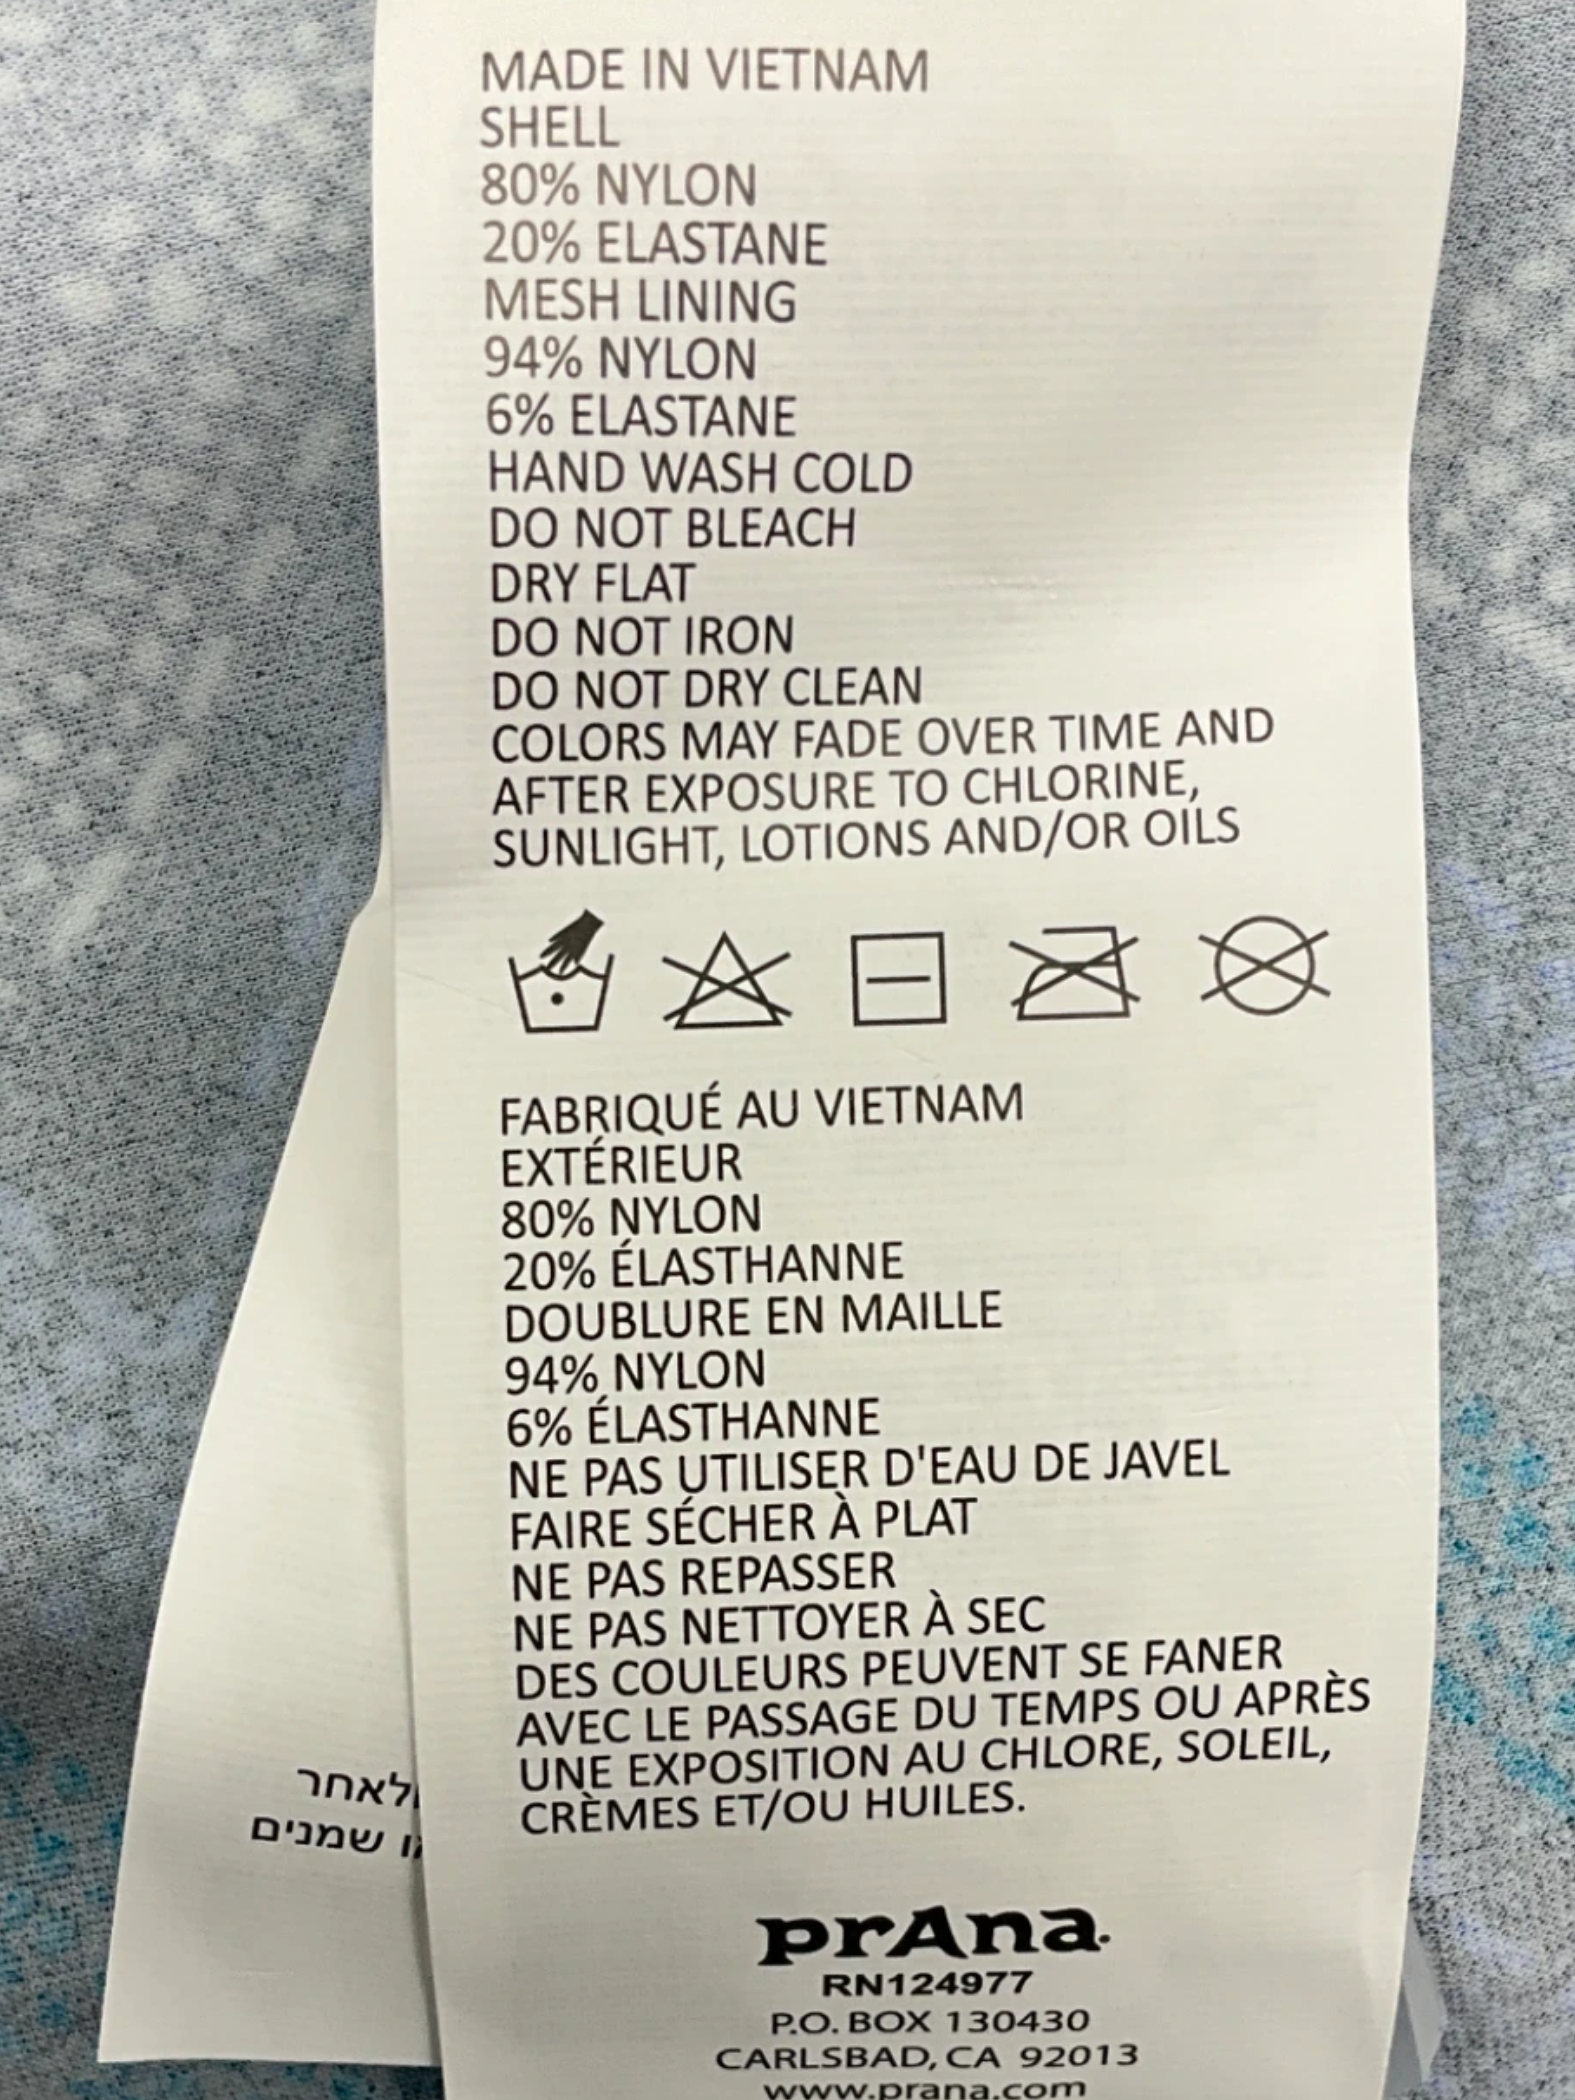 MADE IN VIETNAM
SHELL
80% NYLON
20% ELASTANE
MESH LINING
94% NYLON
6% ELASTANE
HAND WASH COLD
DO NOT BLEACH
DRY FLAT
DO NOT IRON
DO NOT DRY CLEAN
COLORS MAY FADE OVER TIME AND
AFTER EXPOSURE TO CHLORINE,
SUNLIGHT, LOTIONS AND/OR OILS
FABRIQUÉ AU VIETNAM
EXTÉRIEUR
80% NYLON
20% ÉLASTHANNE
DOUBLURE EN MAILLE
94% NYLON
6% ÉLASTHANNE
NE PAS UTILISER D'EAU DE JAVEL
FAIRE SÉCHER À PLAT
NE PAS REPASSER
NE PAS NETTOYER À SEC
DES COULEURS PEUVENT SE FANER
AVEC LE PASSAGE DU TEMPS OU APRÈS
UNE EXPOSITION AU CHLORE, SOLEIL,
CRÈMES ET/OU HUILES.
prAna
RN124977
P.O. BOX 130430
CARLSBAD, CA 92013
www.prana.com
ולאחר
שמנים